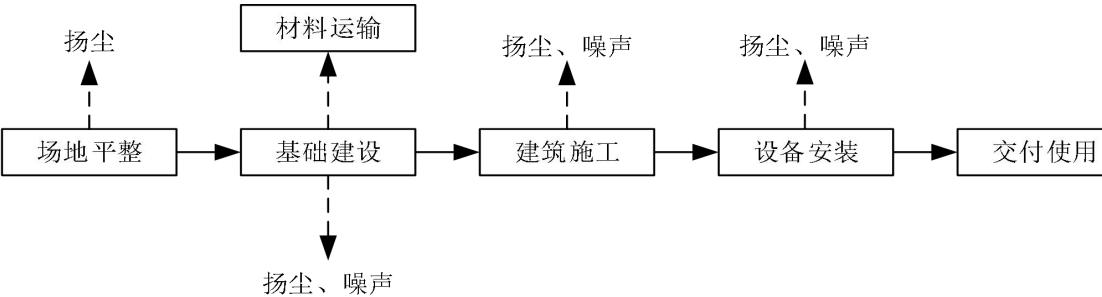 材料运输
扬尘
扬尘、噪声
扬尘、噪声
场地平整
基础建设
建筑施工
设备安装
交付使用
扬尘、噪声